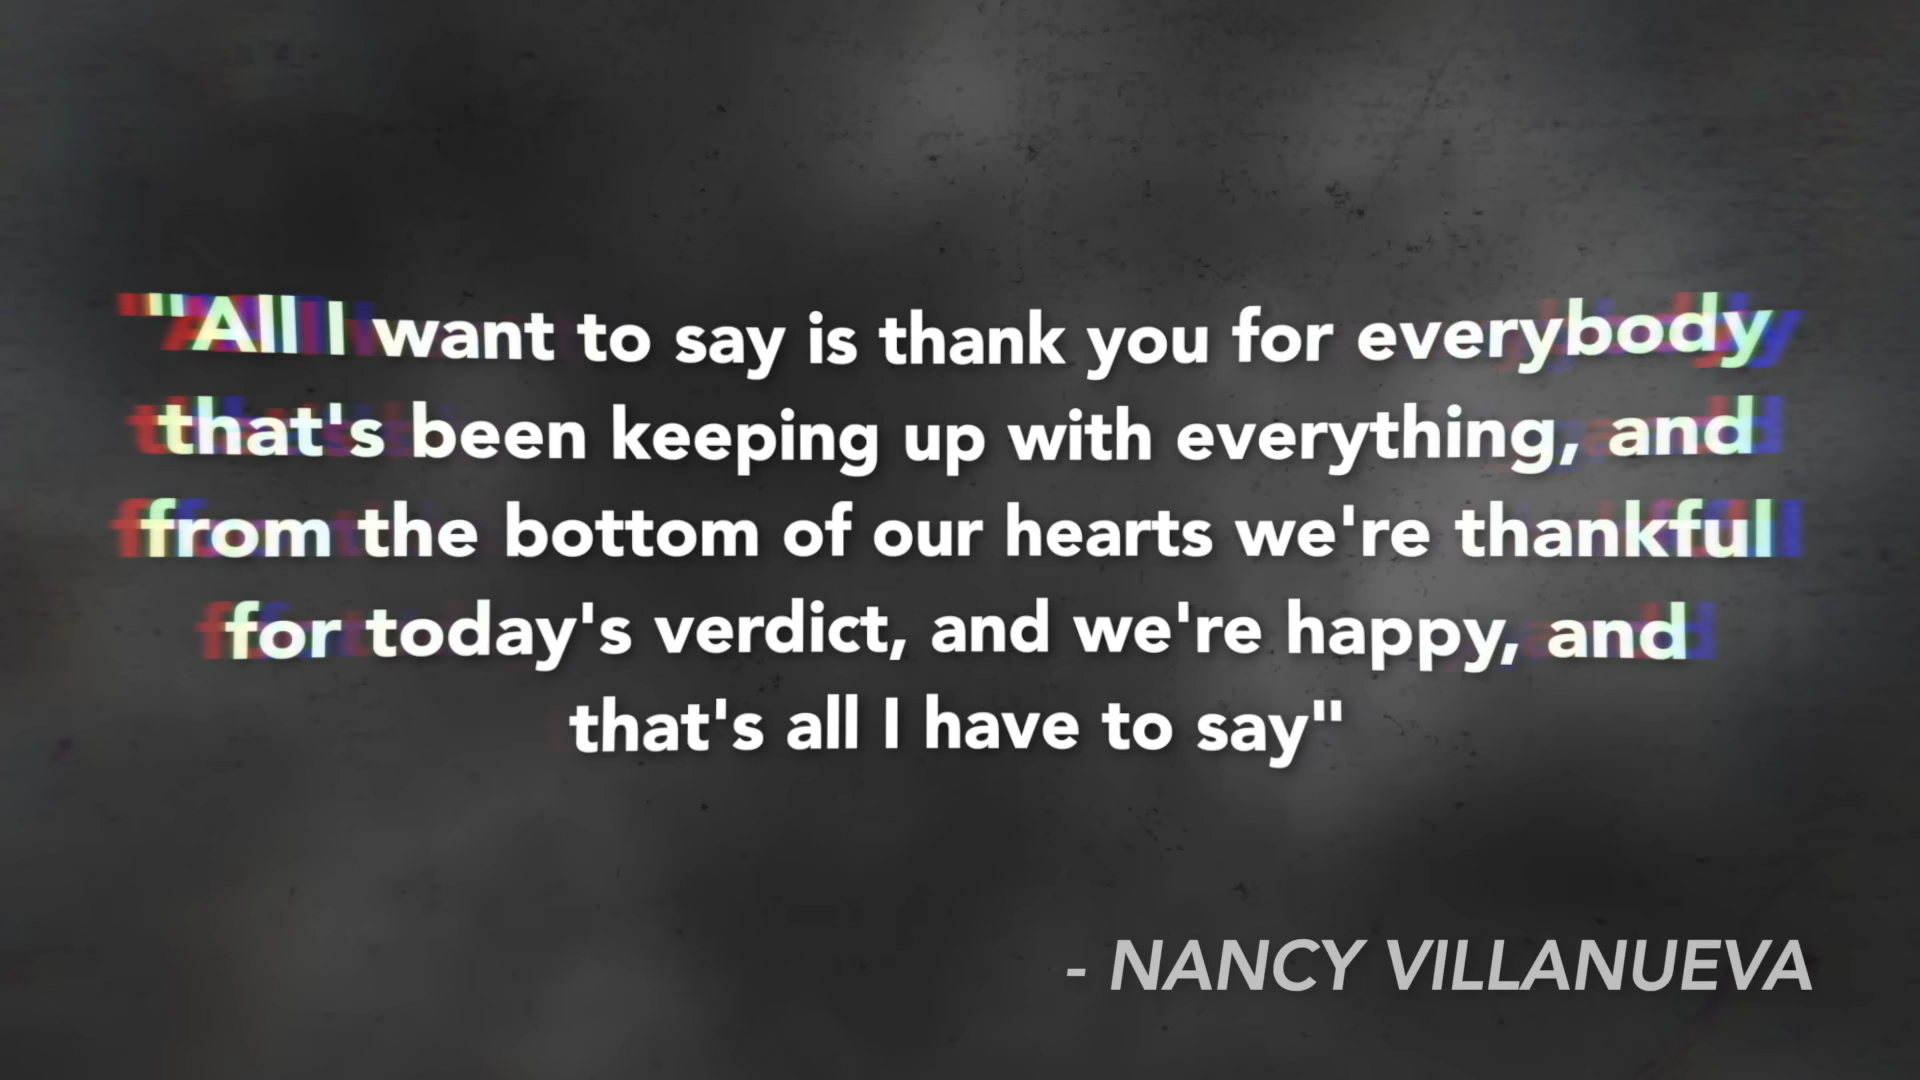 "All I want to say is thank you for everybody
that's been keeping up with everything, and
from the bottom of our hearts we're thankful
for today's verdict, and we're happy, and
that's all I have to say"
- NANCY VILLANUEVA